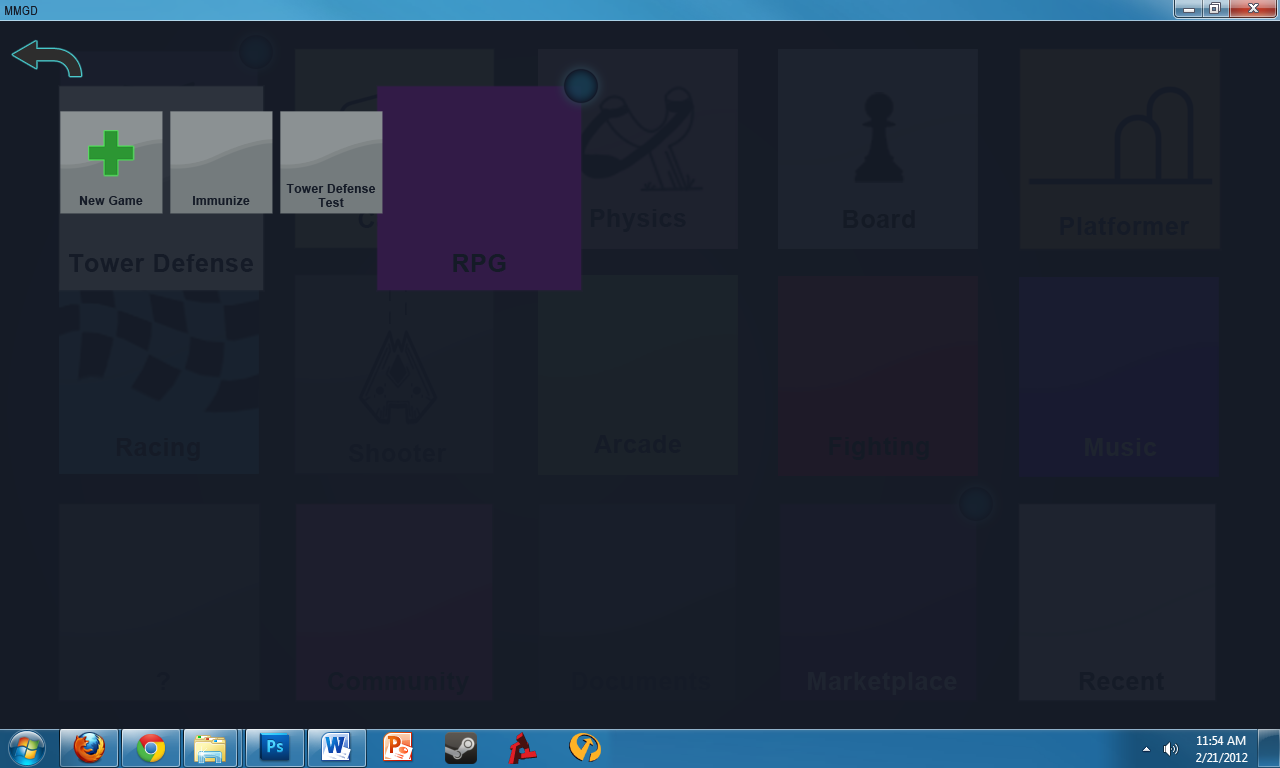 MMGD
New Game
Immunize
Tower Defense
Test
C
Physics
Board
Platformer
Tower Defense
RPG
Racing
Shooter
Arcade
Fighting
Music
?
Community
Marketplace
Recent
Ps
W
P
11:54 AM
2/21/2012